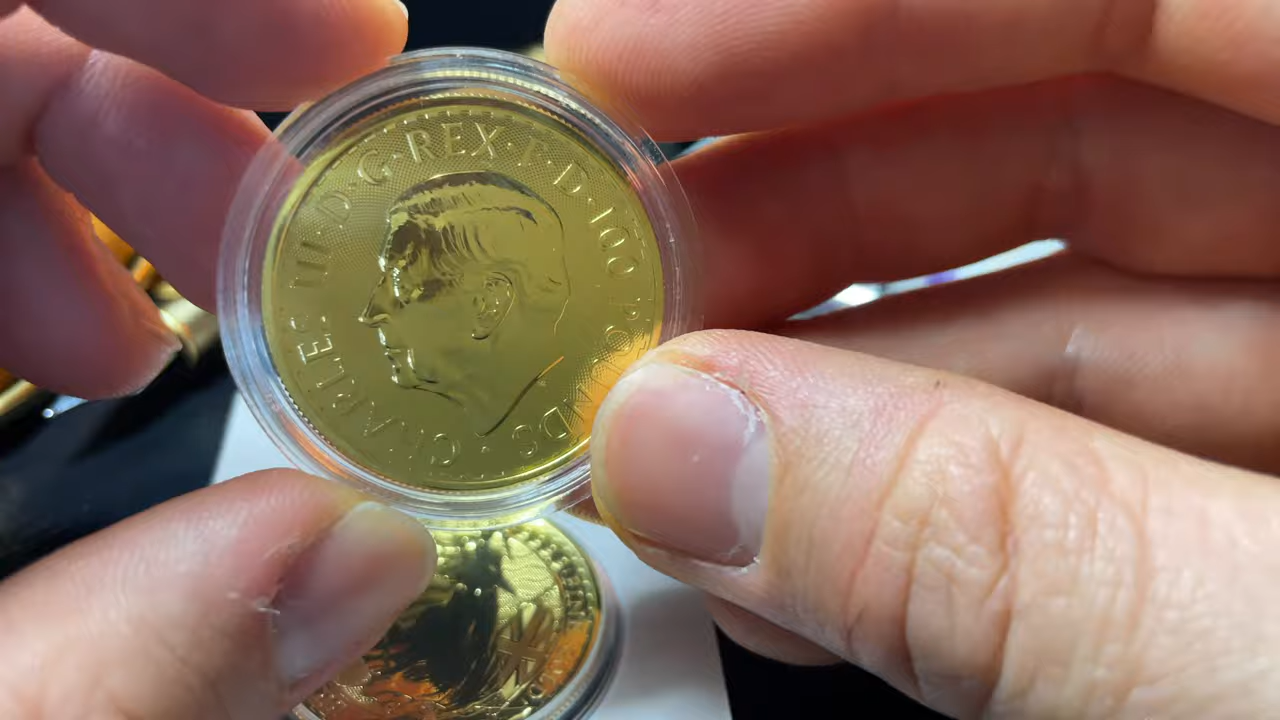 CHARLES III · D · G · REX · F · D · 100 POUNDS ·